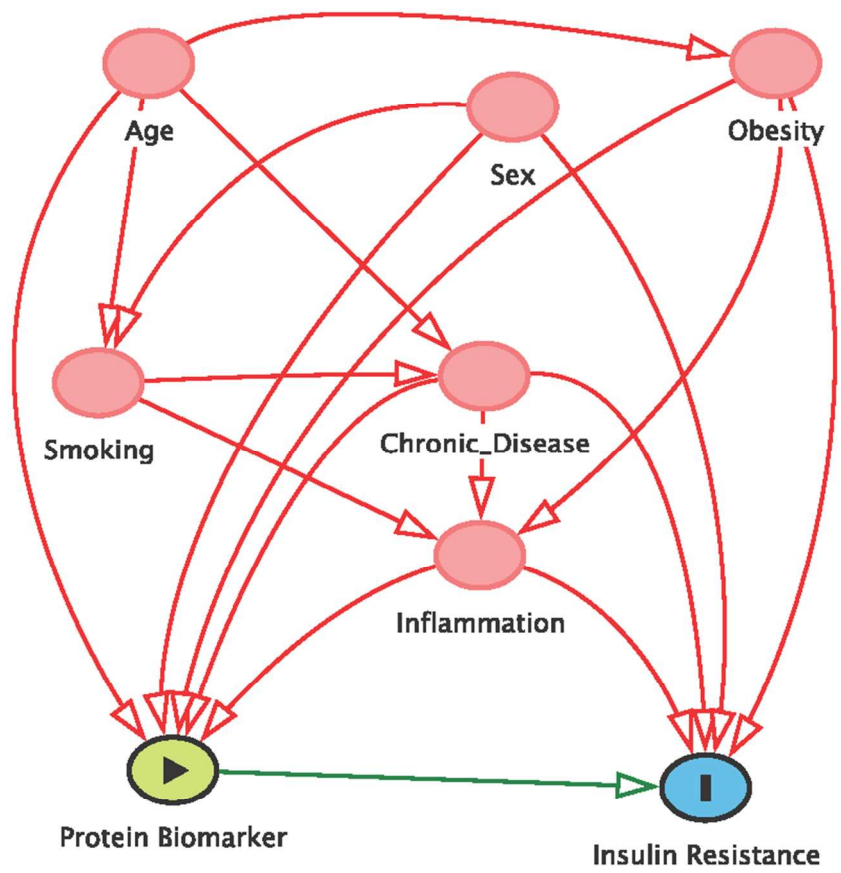 Age
Obesity
Sex
Smoking
Chronic_Disease
Inflammation
Protein Biomarker
Insulin Resistance